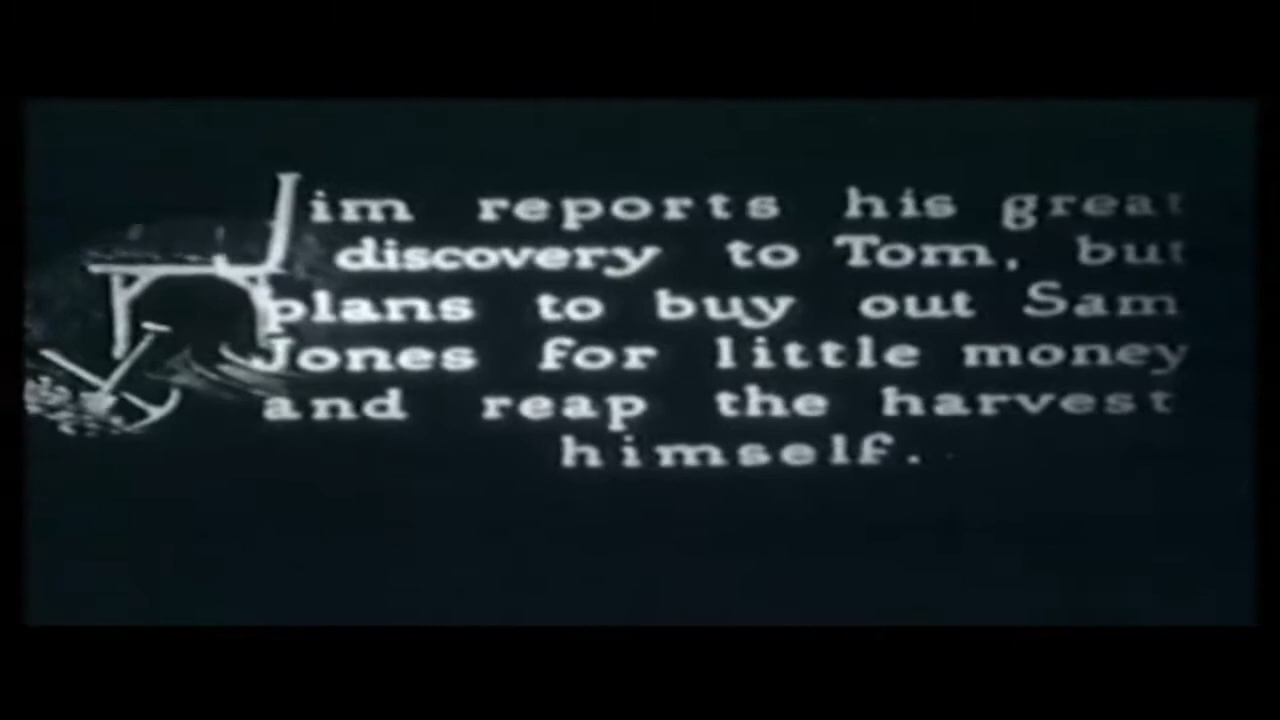 Jim reports his great
discovery to Tom, but
plans to buy out Sam
Jones for little money
and reap the harvest
himself.